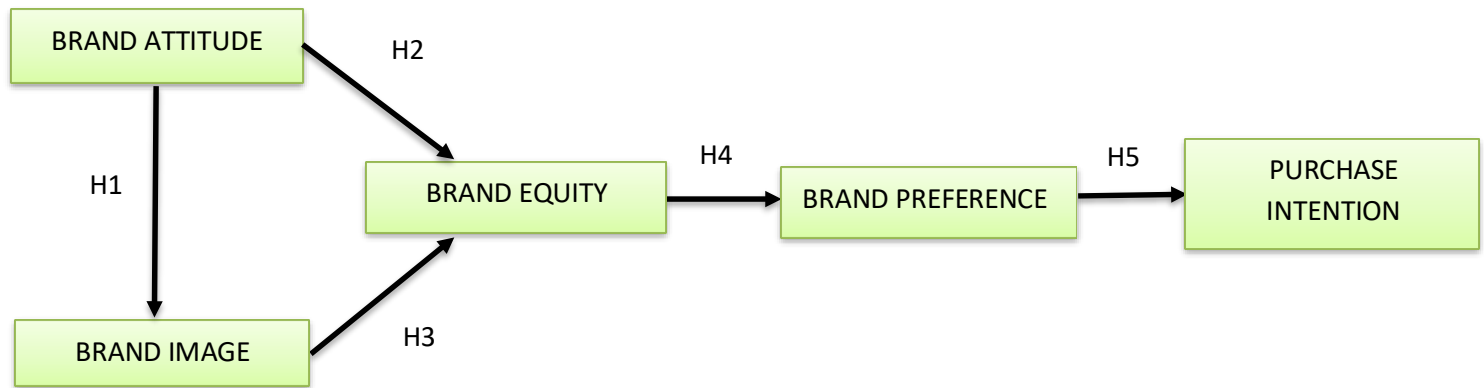 BRAND ATTITUDE
H2
H1
BRAND EQUITY
H4
BRAND PREFERENCE
H5
PURCHASE
INTENTION
BRAND IMAGE
H3